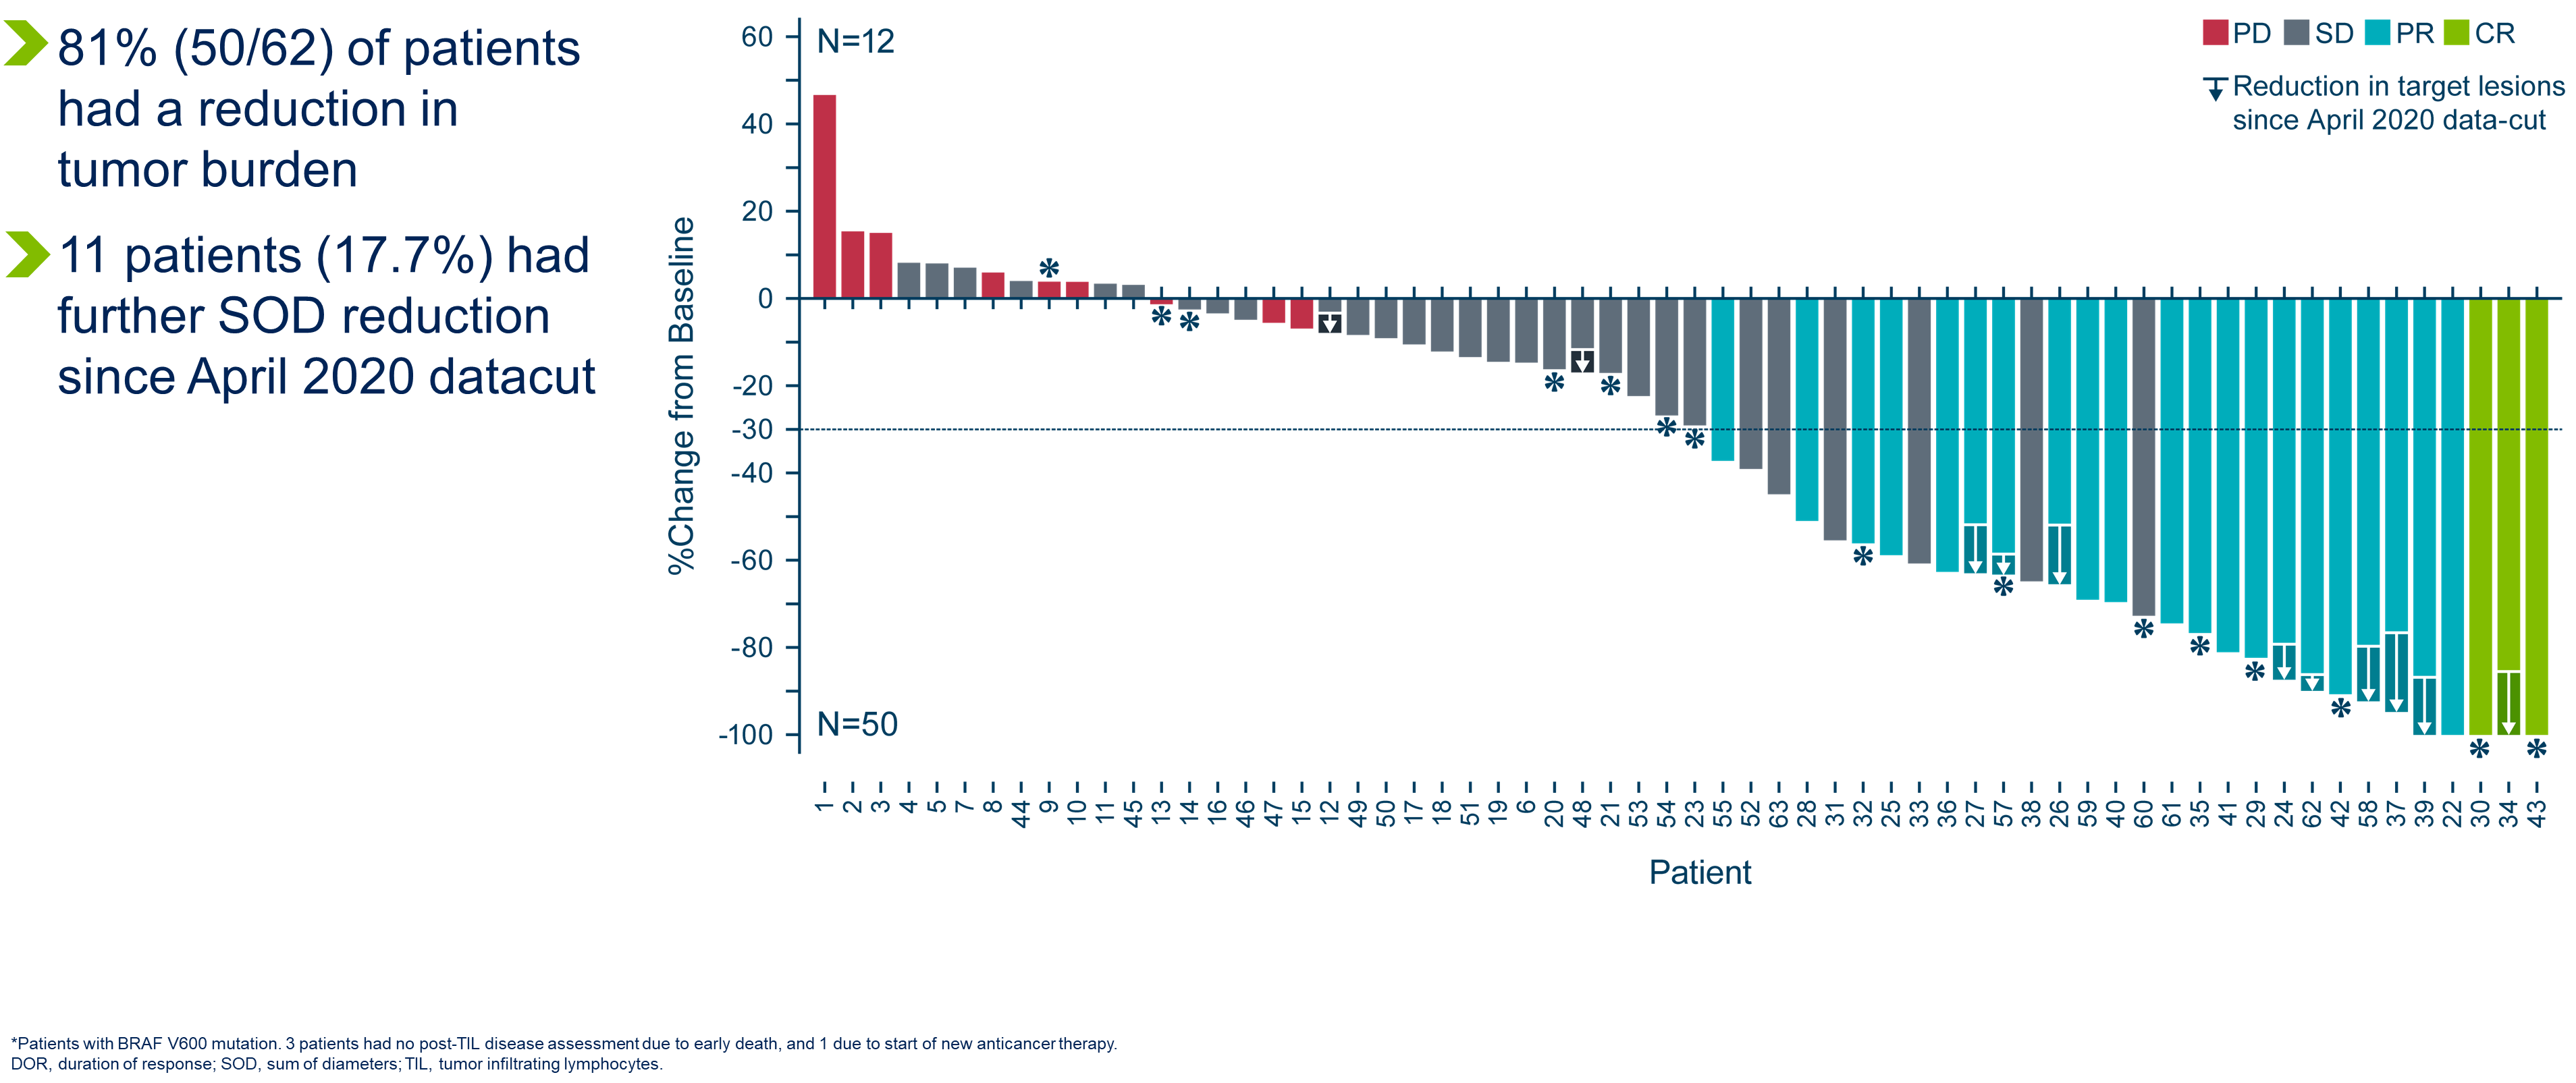 81% (50/62) of patients
had a reduction in
tumor burden
11 patients (17.7%) had
further SOD reduction
since April 2020 datacut
PD SD PR CR
Reduction in target lesions
since April 2020 data-cut
%Change from Baseline
60
40
20
0
-20
-30
-40
-60
-80
-100
N=12
N=50
* * * * * * * * * * * * * * * *
1 2 3 4 5 7 8 44 9 10 11 45 13 14 16 46 47 15 12 49 50 17 18 51 19 6 20 48 21 53 54 23 55 52 63 28 31 32 25 33 36 27 57 38 26 59 40 60 61 35 41 29 24 62 42 58 37 39 22 30 34 43
Patient
*Patients with BRAF V600 mutation. 3 patients had no post-TIL disease assessment due to early death, and 1 due to start of new anticancer therapy.
DOR, duration of response; SOD, sum of diameters; TIL, tumor infiltrating lymphocytes.